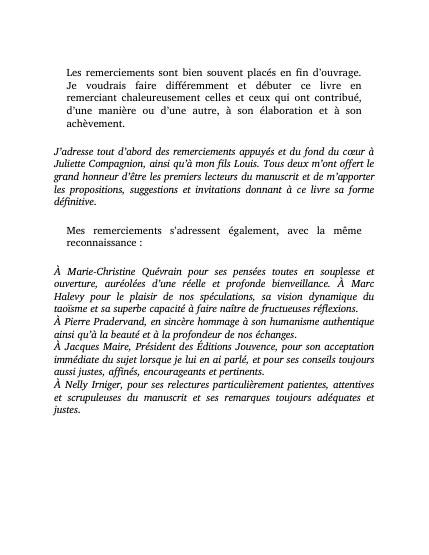 Les remerciements sont bien souvent placés en fin d'ouvrage.
Je voudrais faire différemment et débuter ce livre en
remerciant chaleureusement celles et ceux qui ont contribué,
d'une manière ou d'une autre, à son élaboration et à son
achèvement.
J'adresse tout d'abord des remerciements appuyés et du fond du cœur à
Juliette Compagnion, ainsi qu'à mon fils Louis. Tous deux m'ont offert le
grand honneur d'être les premiers lecteurs du manuscrit et de m'apporter
les propositions, suggestions et invitations donnant à ce livre sa forme
définitive.
Mes remerciements s'adressent également, avec la même
reconnaissance :
À Marie-Christine Quévrain pour ses pensées toutes en souplesse et
ouverture, auréolées d'une réelle et profonde bienveillance. À Marc
Halevy pour le plaisir de nos spéculations, sa vision dynamique du
taoïsme et sa superbe capacité à faire naître de fructueuses réflexions.
À Pierre Pradervand, en sincère hommage à son humanisme authentique
ainsi qu'à la beauté et à la profondeur de nos échanges.
À Jacques Maire, Président des Éditions Jouvence, pour son acceptation
immédiate du sujet lorsque je lui en ai parlé, et pour ses conseils toujours
aussi justes, affinés, encourageants et pertinents.
À Nelly Irniger, pour ses relectures particulièrement patientes, attentives
et scrupuleuses du manuscrit et ses remarques toujours adéquates et
justes.